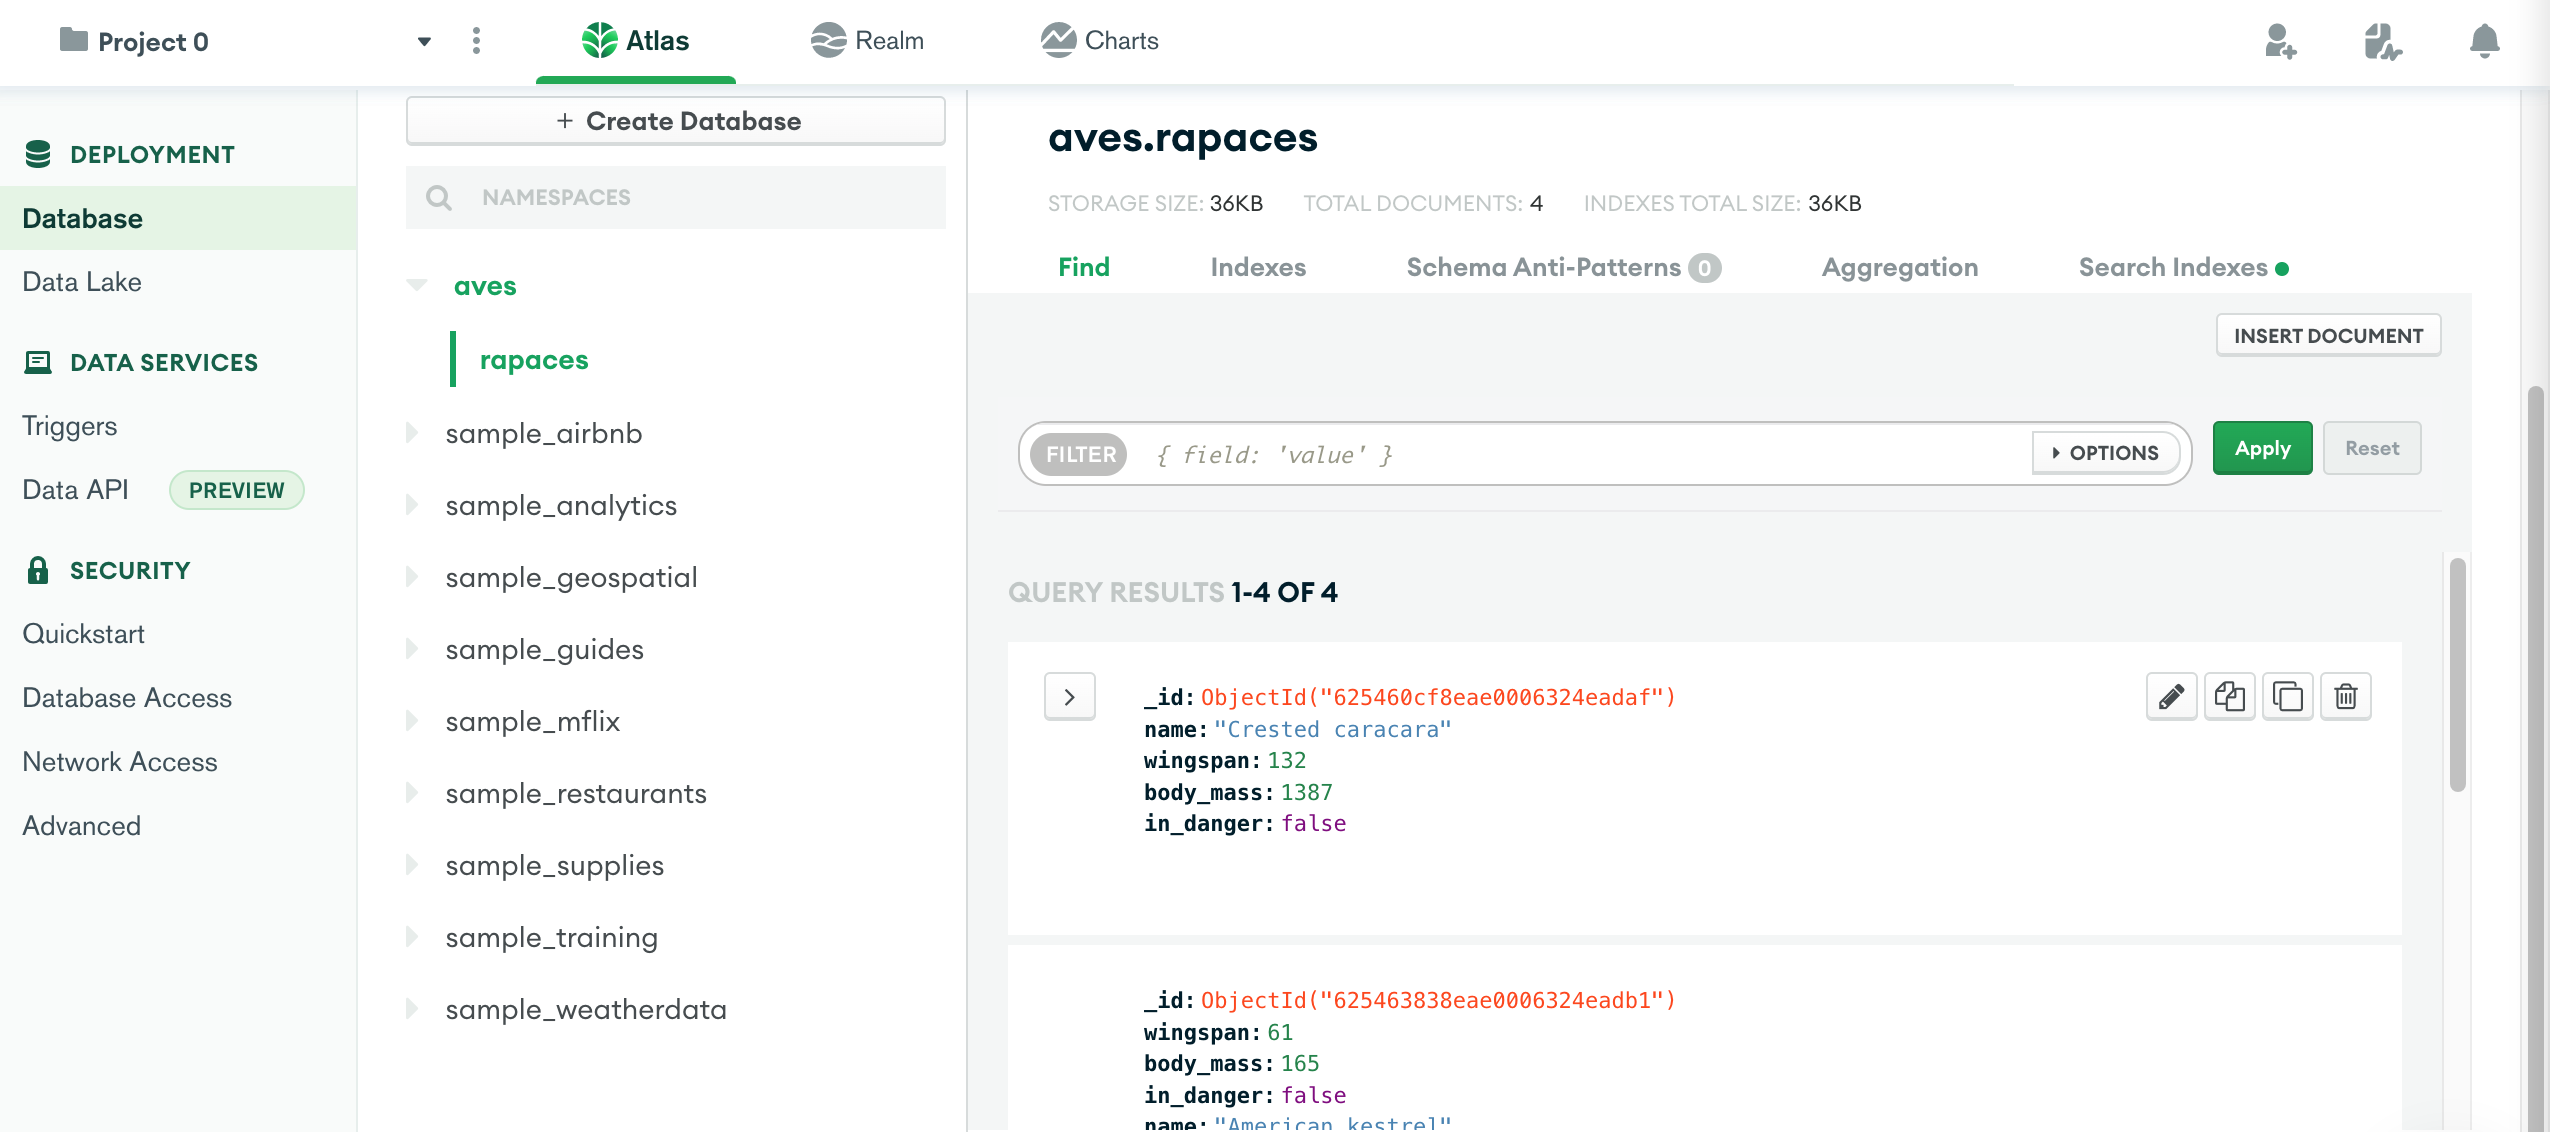 Project 0
Atlas
Realm
Charts
DEPLOYMENT
Database
Data Lake
DATA SERVICES
Triggers
Data API PREVIEW
SECURITY
Quickstart
Database Access
Network Access
Advanced
+ Create Database
NAMESPACES
aves
rapaces
sample_airbnb
sample_analytics
sample_geospatial
sample_guides
sample_mflix
sample_restaurants
sample_supplies
sample_training
sample_weatherdata
aves.rapaces
STORAGE SIZE: 36KB TOTAL DOCUMENTS: 4 INDEXES TOTAL SIZE: 36KB
Find Indexes Schema Anti-Patterns 0 Aggregation Search Indexes
INSERT DOCUMENT
FILTER { field: 'value' } OPTIONS Apply Reset
QUERY RESULTS 1-4 OF 4
_id: ObjectId("625460cf8eae0006324eadaf")
name: "Crested caracara"
wingspan: 132
body_mass: 1387
in_danger: false
_id: ObjectId("625463838eae0006324eadb1")
wingspan: 61
body_mass: 165
in_danger: false
name: "American kestrel"